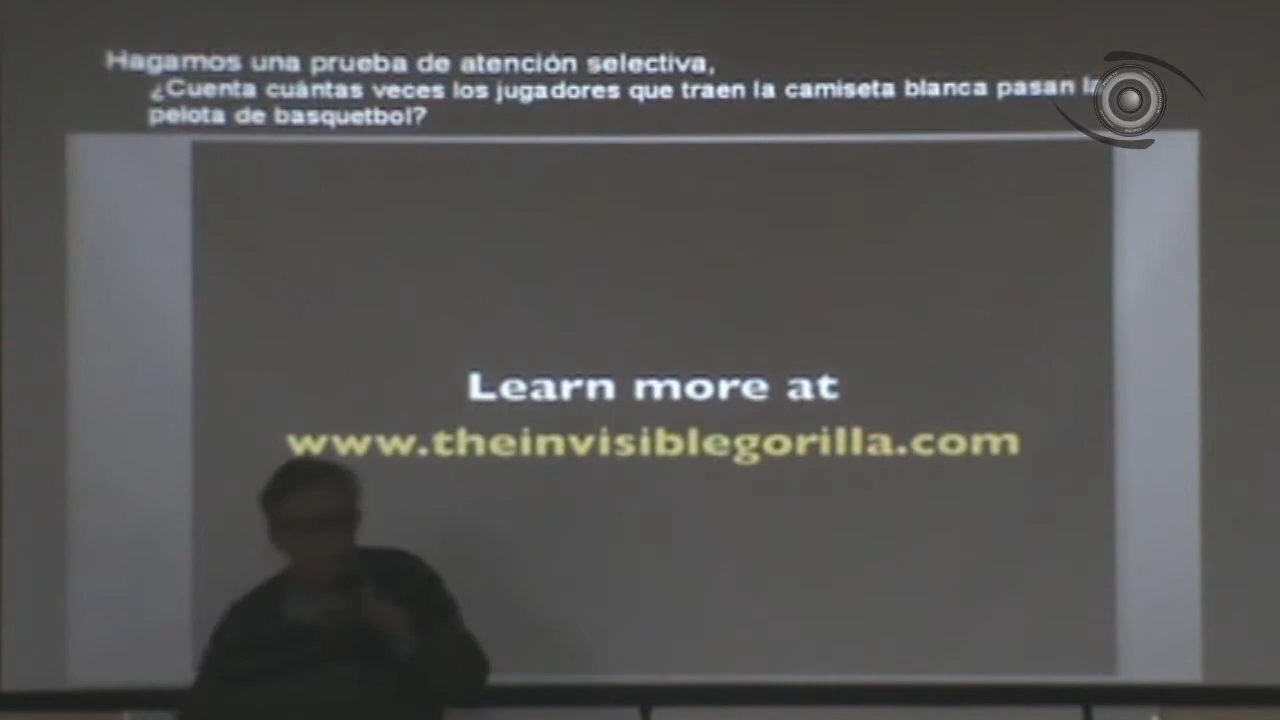 Hagamos una prueba de atención selectiva,
¿Cuenta cuántas veces los jugadores que traen la camiseta blanca pasan
pelota de basquetbol?
Learn more at
www.theinvisiblegorilla.com